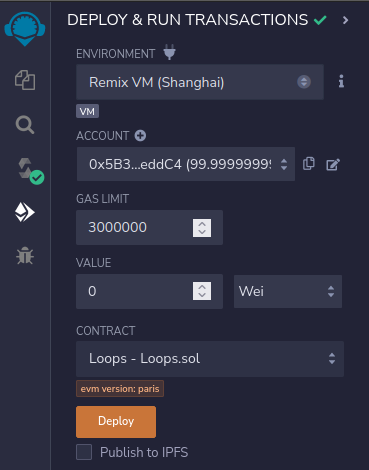 DEPLOY & RUN TRANSACTIONS
ENVIRONMENT
Remix VM (Shanghai)
VM
ACCOUNT
0x5B3...eddC4 (99.99999999
GAS LIMIT
3000000
VALUE
0
Wei
CONTRACT
Loops - Loops.sol
evm version: paris
Deploy
Publish to IPFS